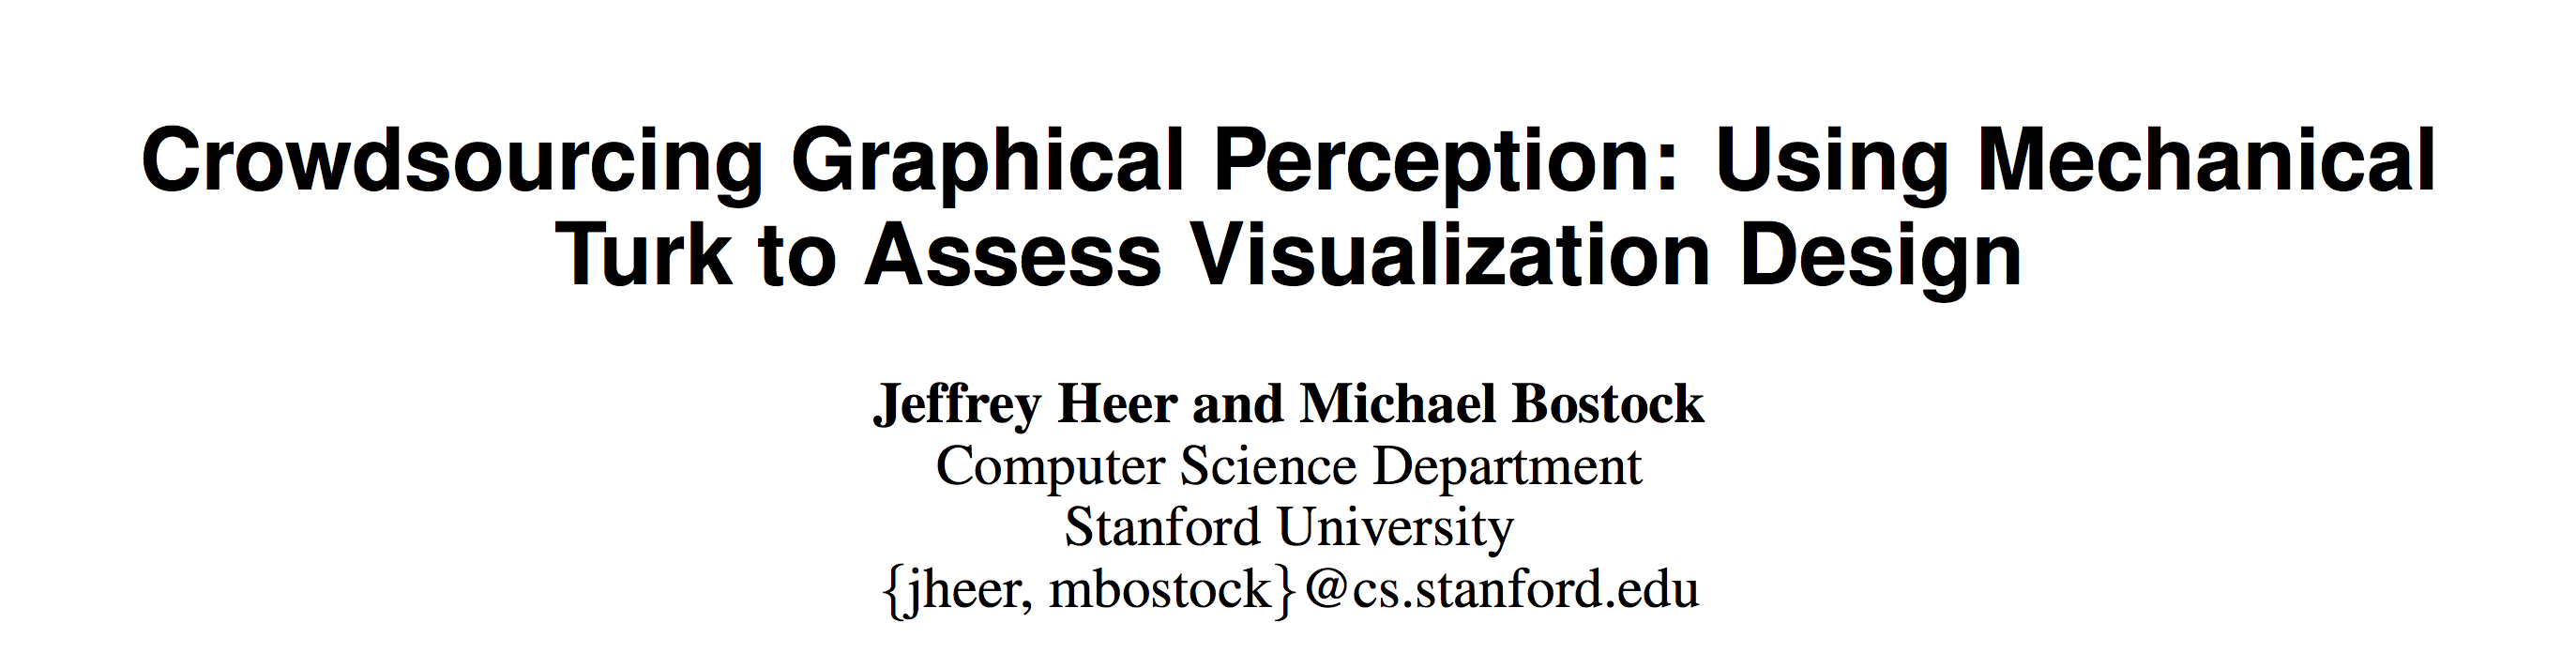 Crowdsourcing Graphical Perception: Using Mechanical
Turk to Assess Visualization Design
Jeffrey Heer and Michael Bostock
Computer Science Department
Stanford University
{jheer, mbostock}@cs.stanford.edu